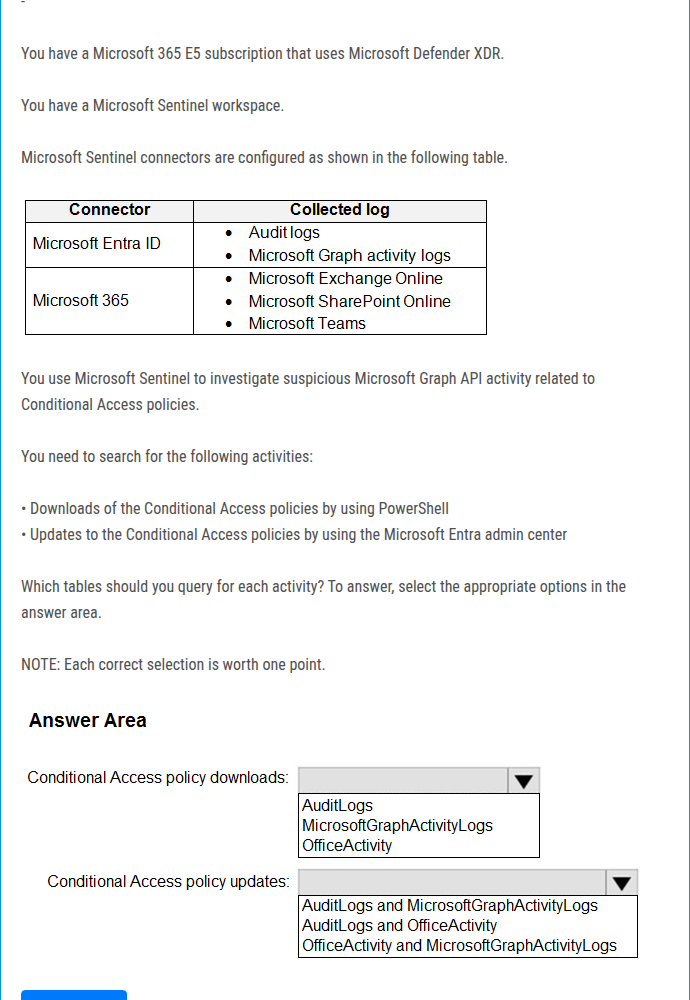 You have a Microsoft 365 E5 subscription that uses Microsoft Defender XDR.
You have a Microsoft Sentinel workspace.
Microsoft Sentinel connectors are configured as shown in the following table.
Connector Collected log
Microsoft Entra ID
• Audit logs
• Microsoft Graph activity logs
Microsoft 365
• Microsoft Exchange Online
• Microsoft SharePoint Online
• Microsoft Teams
You use Microsoft Sentinel to investigate suspicious Microsoft Graph API activity related to
Conditional Access policies.
You need to search for the following activities:
• Downloads of the Conditional Access policies by using PowerShell
• Updates to the Conditional Access policies by using the Microsoft Entra admin center
Which tables should you query for each activity? To answer, select the appropriate options in the
answer area.
NOTE: Each correct selection is worth one point.
Answer Area
Conditional Access policy downloads:
AuditLogs
MicrosoftGraphActivityLogs
OfficeActivity
Conditional Access policy updates:
AuditLogs and MicrosoftGraphActivityLogs
AuditLogs and OfficeActivity
OfficeActivity and MicrosoftGraphActivityLogs